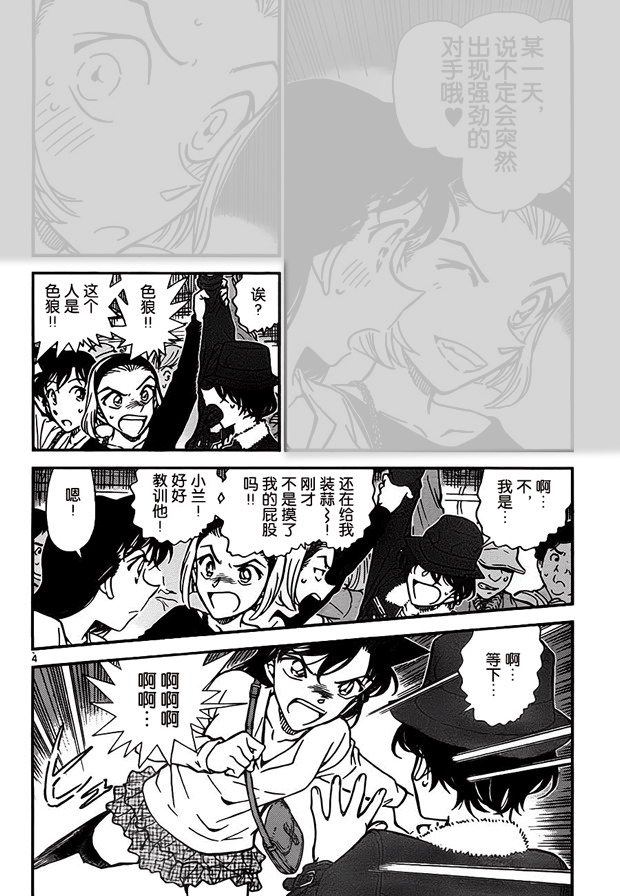 某一天，
说不定会突然
出现强劲的
对手哦♥
诶？
色狼!!
这个
人是
色狼!!
啊…
不，
我是…
还在给我
装蒜～！
刚才
不是摸了
我的屁股
吗!!
小兰！
好好
教训他！
嗯！
啊…
等下…
啊啊啊
啊啊…
4